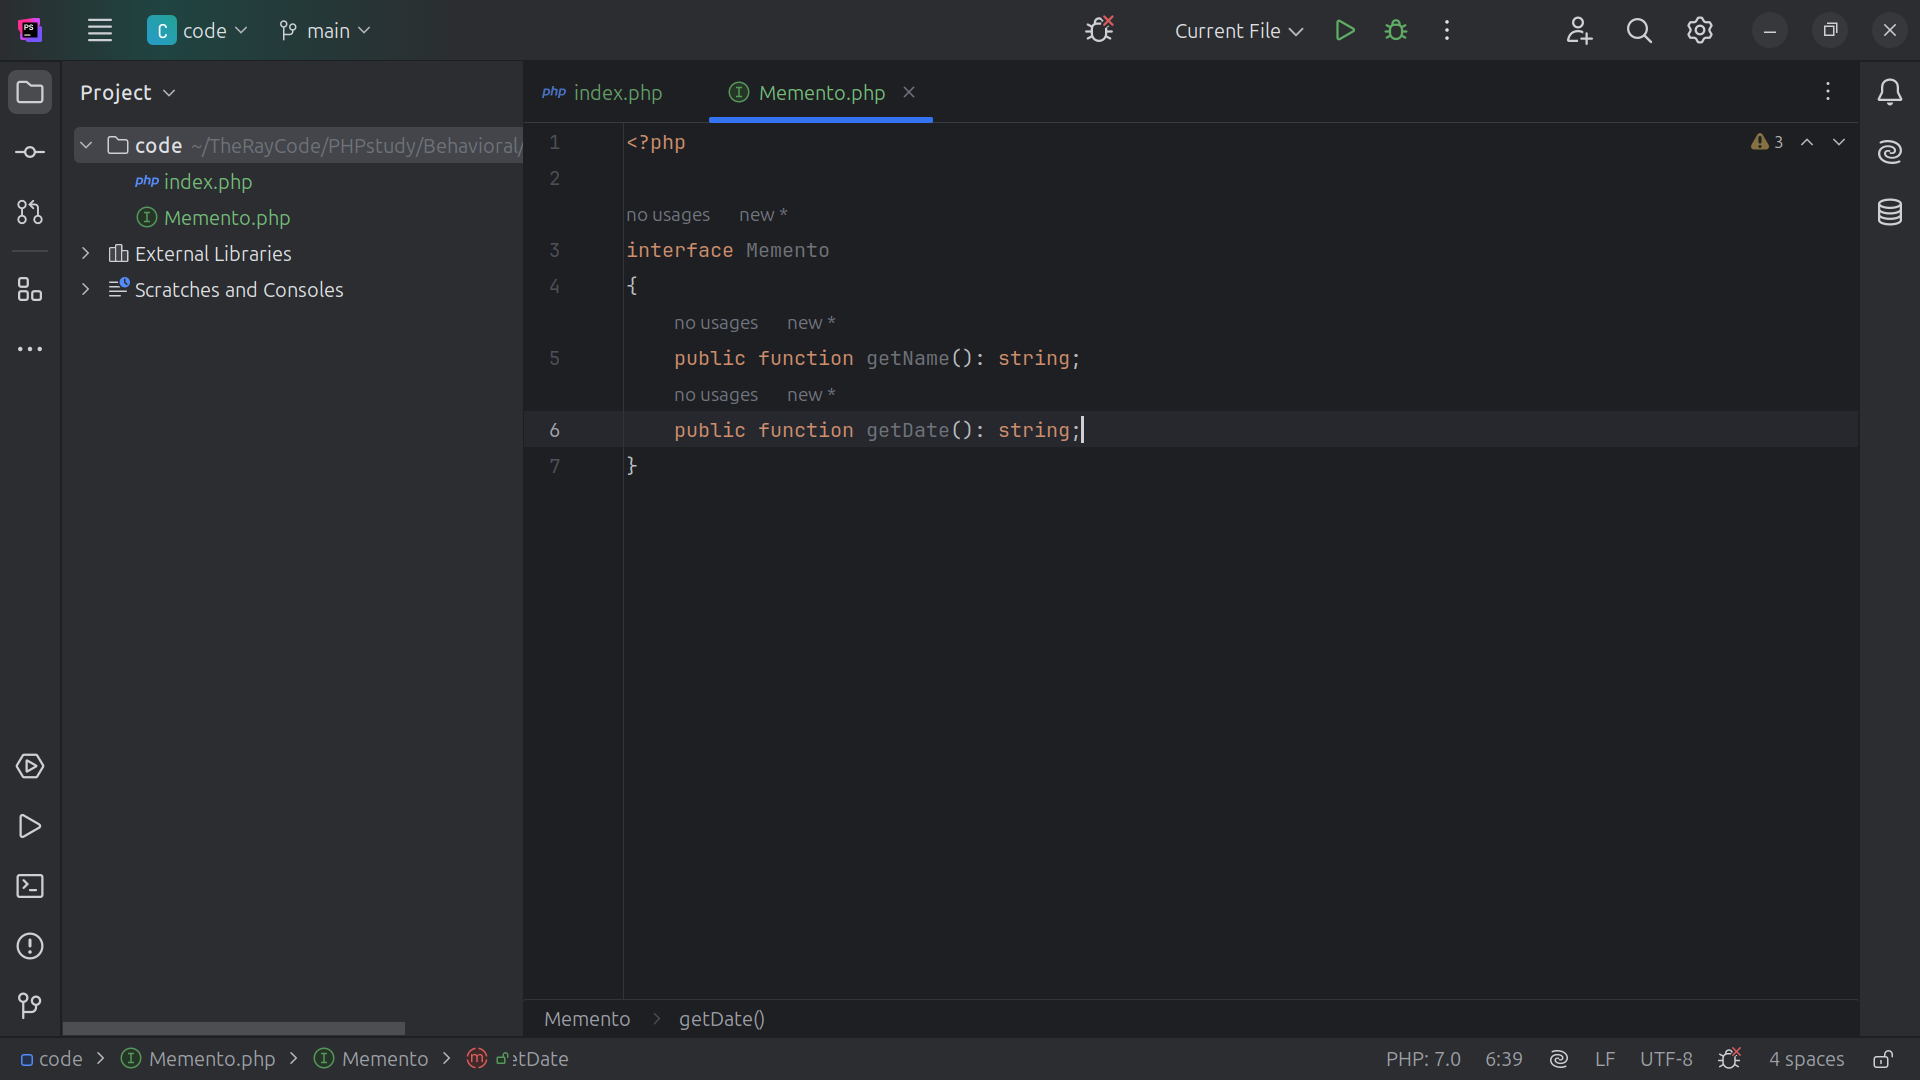 PS
C code main
Current File
Project
index.php
Memento.php
code ~/TheRayCode/PHPstudy/Behavioral/
php index.php
Memento.php
External Libraries
Scratches and Consoles
php
1 <?php
2
no usages new *
3 interface Memento
4 {
no usages new *
5 public function getName(): string;
no usages new *
6 public function getDate(): string;
7 }
3
Memento > getDate()
code > Memento.php > Memento > etDate
PHP: 7.0 6:39 LF UTF-8 4 spaces